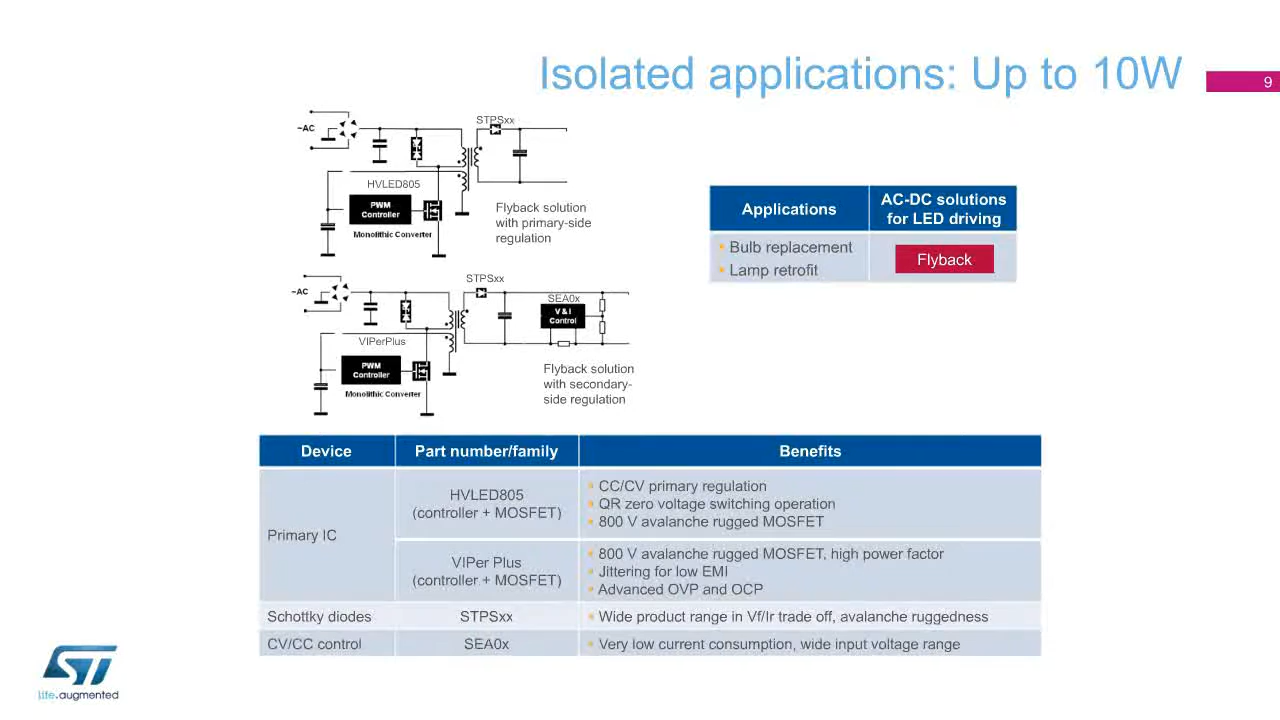 Isolated applications: Up to 10W
9
~AC
STPSxx
HVLED805
PWM
Controller
Monolithic Converter
Flyback solution
with primary-side
regulation
~AC
STPSxx
SEA0x
V & I
Control
VIPerPlus
PWM
Controller
Monolithic Converter
Flyback solution
with secondary-
side regulation
Applications
AC-DC solutions
for LED driving
▪ Bulb replacement
▪ Lamp retrofit
Flyback
Device
Part number/family
Benefits
Primary IC
HVLED805
(controller + MOSFET)
▪ CC/CV primary regulation
▪ QR zero voltage switching operation
▪ 800 V avalanche rugged MOSFET
VIPer Plus
(controller + MOSFET)
▪ 800 V avalanche rugged MOSFET, high power factor
▪ Jittering for low EMI
▪ Advanced OVP and OCP
Schottky diodes
STPSxx
▪ Wide product range in Vf/Ir trade off, avalanche ruggedness
CV/CC control
SEA0x
▪ Very low current consumption, wide input voltage range
ST
life.augmented